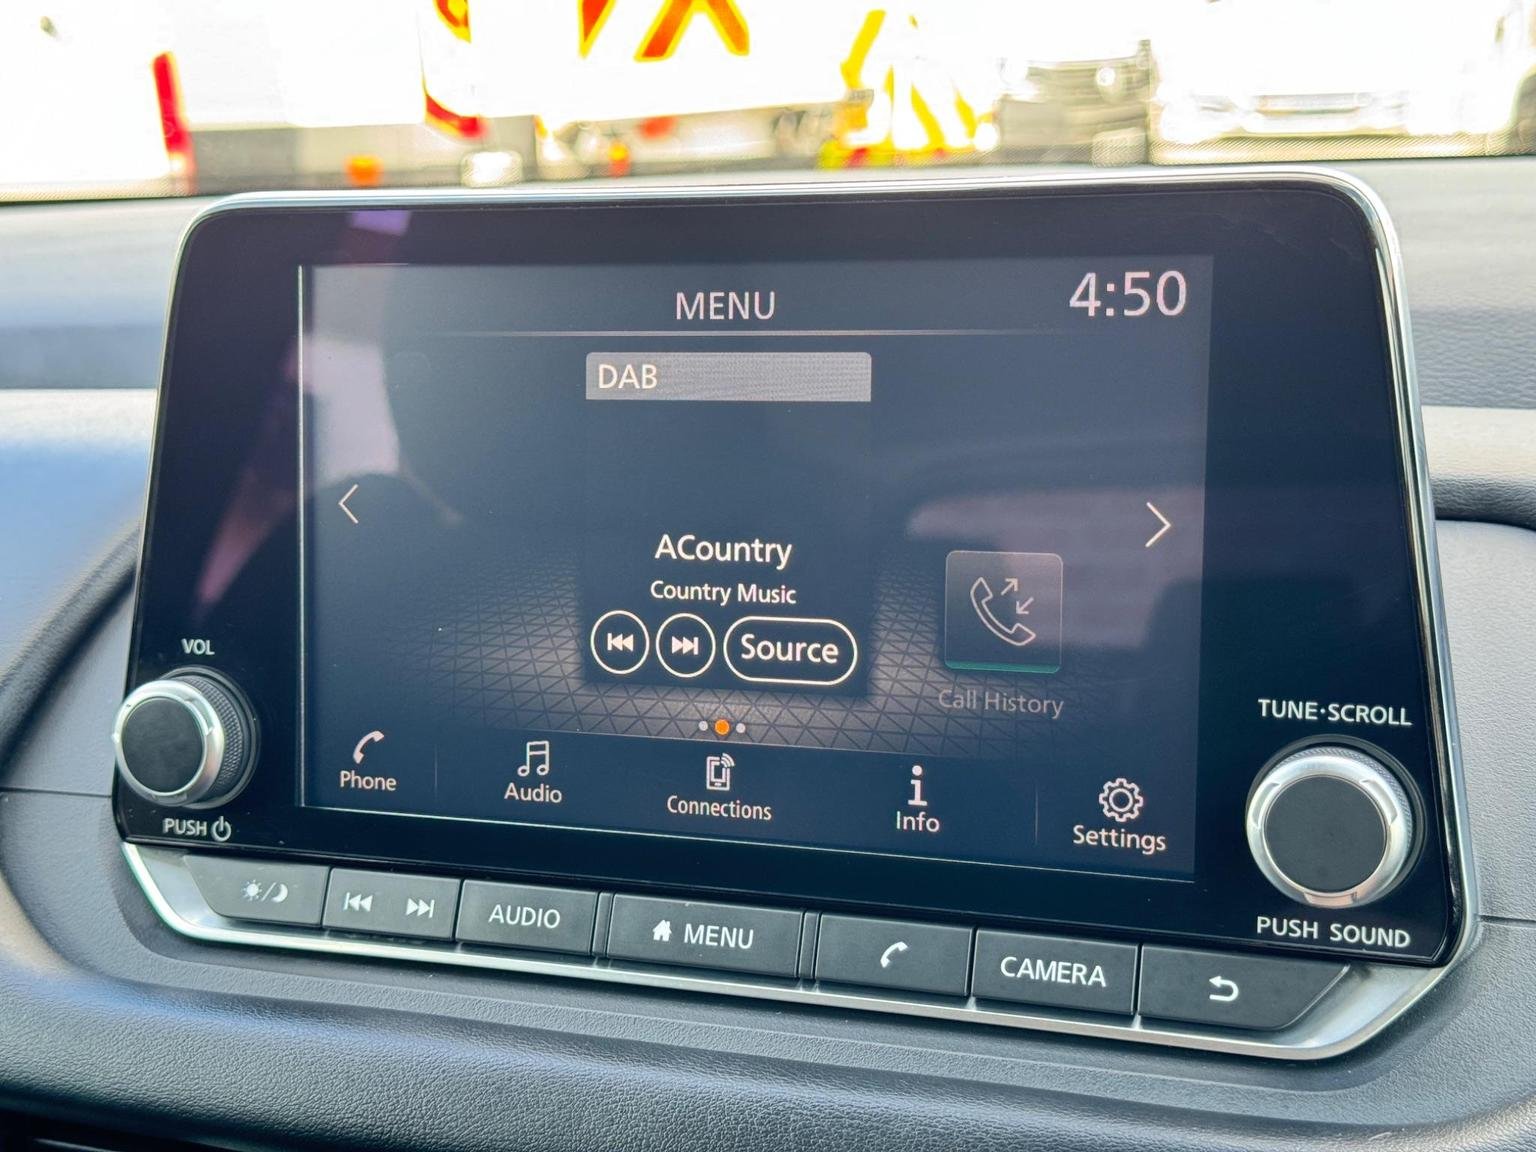 MENU
4:50
DAB
ACountry
Country Music
Source
Call History
Phone
Audio
Connections
Info
Settings
VOL
PUSH
TUNE·SCROLL
PUSH SOUND
AUDIO
MENU
CAMERA